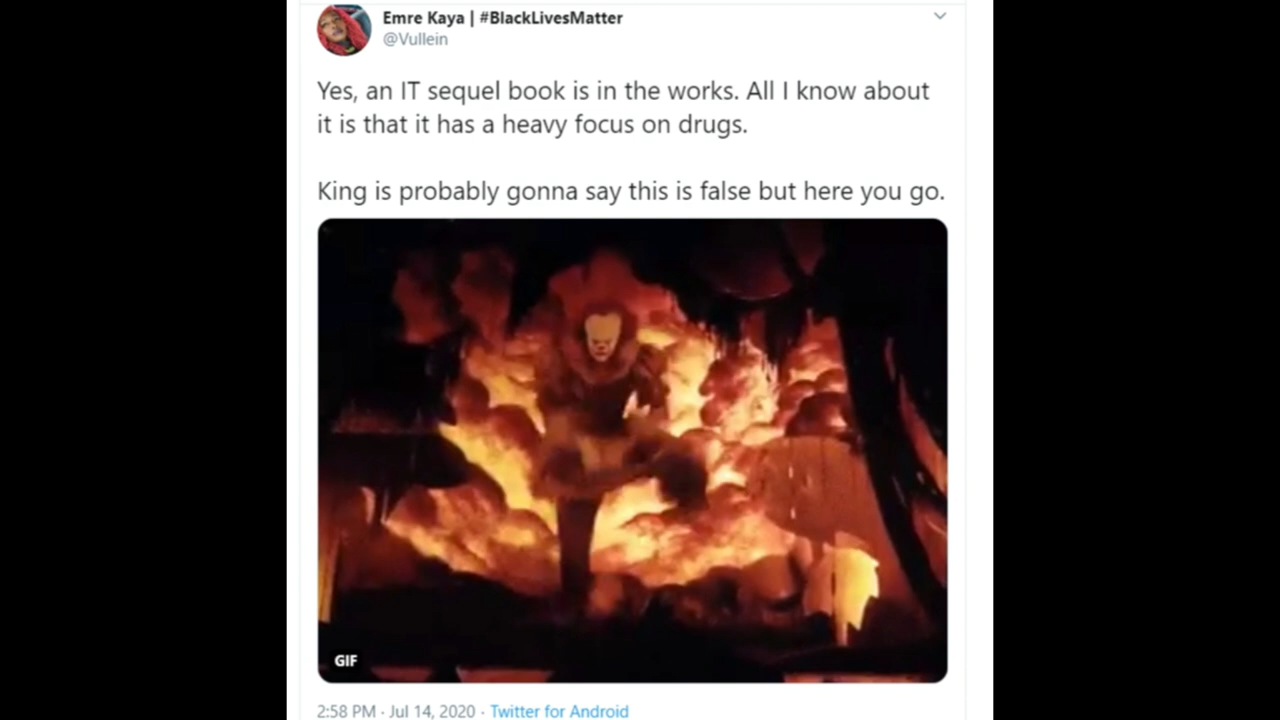 Emre Kaya | #BlackLivesMatter
@Vullein
Yes, an IT sequel book is in the works. All I know about
it is that it has a heavy focus on drugs.
King is probably gonna say this is false but here you go.
GIF
2:58 PM · Jul 14, 2020 · Twitter for Android